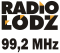 RADIO
ŁÓDŹ
99,2 MHz